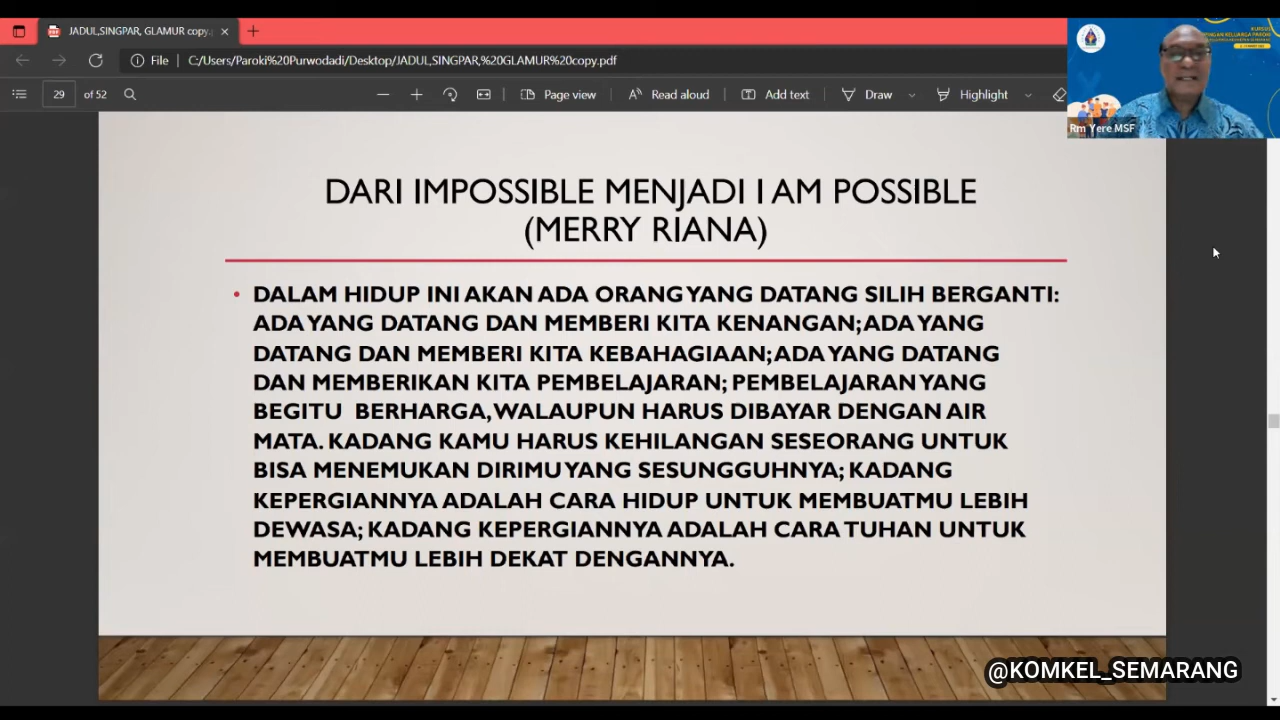 JADUL,SINGPAR, GLAMUR copy.
File C:/Users/Paroki%20Purwodadi/Desktop/JADUL,SINGPAR,%20GLAMUR%20copy.pdf
29 of 52 Page view Read aloud Add text Draw Highlight
Rm Yere MSF
DARI IMPOSSIBLE MENJADI I AM POSSIBLE
(MERRY RIANA)
• DALAM HIDUP INI AKAN ADA ORANG YANG DATANG SILIH BERGANTI:
ADA YANG DATANG DAN MEMBERI KITA KENANGAN; ADA YANG
DATANG DAN MEMBERI KITA KEBAHAGIAAN; ADA YANG DATANG
DAN MEMBERIKAN KITA PEMBELAJARAN; PEMBELAJARAN YANG
BEGITU BERHARGA, WALAUPUN HARUS DIBAYAR DENGAN AIR
MATA. KADANG KAMU HARUS KEHILANGAN SESEORANG UNTUK
BISA MENEMUKAN DIRIMU YANG SESUNGGUHNYA; KADANG
KEPERGIANNYA ADALAH CARA HIDUP UNTUK MEMBUATMU LEBIH
DEWASA; KADANG KEPERGIANNYA ADALAH CARA TUHAN UNTUK
MEMBUATMU LEBIH DEKAT DENGANNYA.
@KOMKEL_SEMARANG